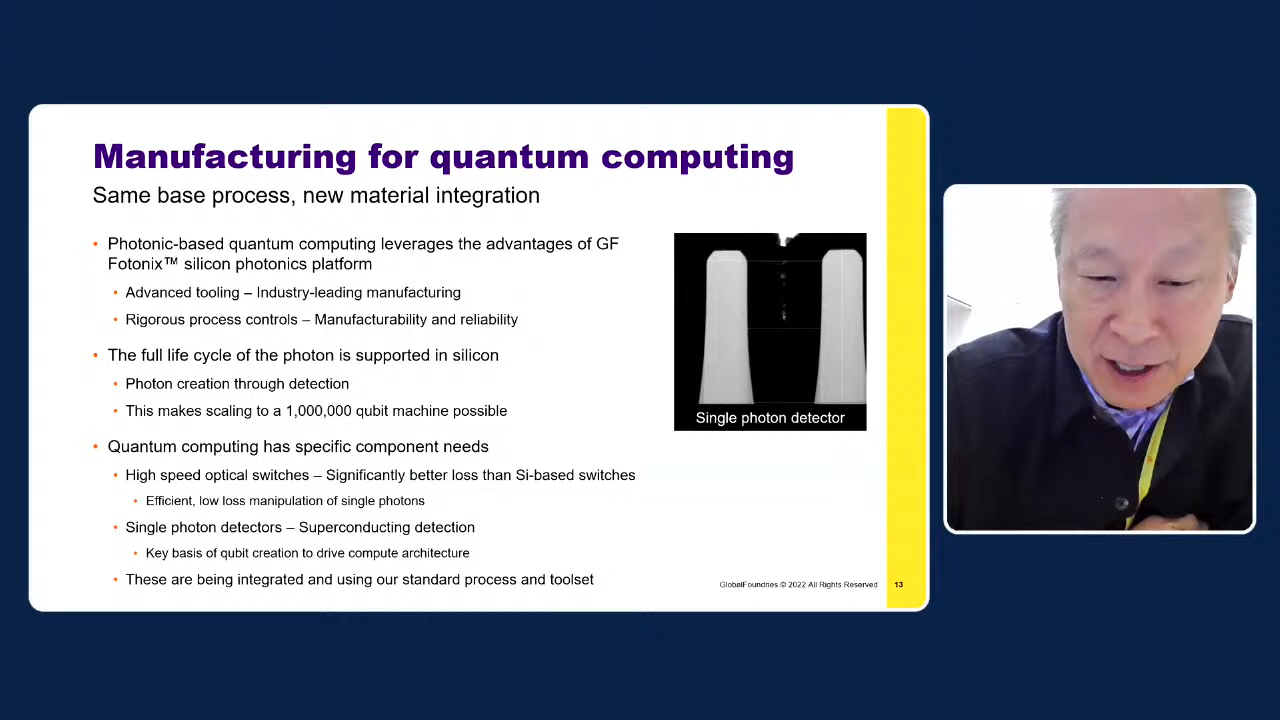 Manufacturing for quantum computing
Same base process, new material integration
• Photonic-based quantum computing leverages the advantages of GF
Fotonix™ silicon photonics platform
• Advanced tooling – Industry-leading manufacturing
• Rigorous process controls – Manufacturability and reliability
• The full life cycle of the photon is supported in silicon
• Photon creation through detection
• This makes scaling to a 1,000,000 qubit machine possible
• Quantum computing has specific component needs
• High speed optical switches – Significantly better loss than Si-based switches
• Efficient, low loss manipulation of single photons
• Single photon detectors – Superconducting detection
• Key basis of qubit creation to drive compute architecture
• These are being integrated and using our standard process and toolset
Single photon detector
GlobalFoundries © 2022 All Rights Reserved 13